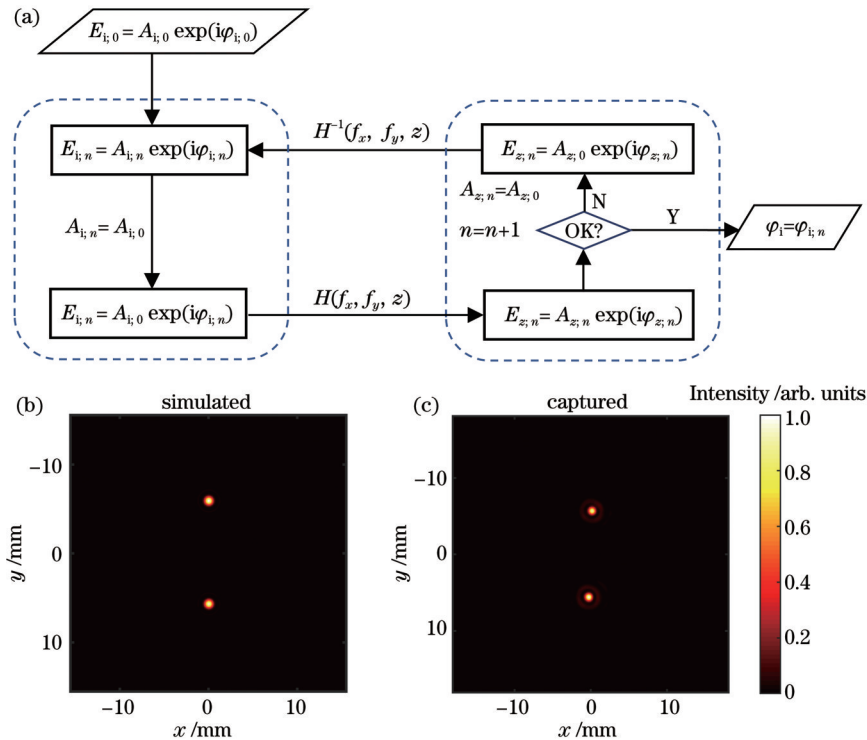 (a)
E_{i; 0} = A_{i; 0} exp(iφ_{i; 0})
E_{i; n} = A_{i; n} exp(iφ_{i; n})
H^{-1}(f_x, f_y, z)
E_{z; n} = A_{z; 0} exp(iφ_{z; n})
A_{z; n}=A_{z; 0}
N
A_{i; n} = A_{i; 0}
n=n+1
OK?
Y
φ_i=φ_{i; n}
E_{i; n} = A_{i; 0} exp(iφ_{i; n})
H(f_x, f_y, z)
E_{z; n} = A_{z; n} exp(iφ_{z; n})
(b)
simulated
-10
0
10
y /mm
-10
0
10
x /mm
(c)
captured
-10
0
10
y /mm
-10
0
10
x /mm
Intensity /arb. units
1.0
0.8
0.6
0.4
0.2
0